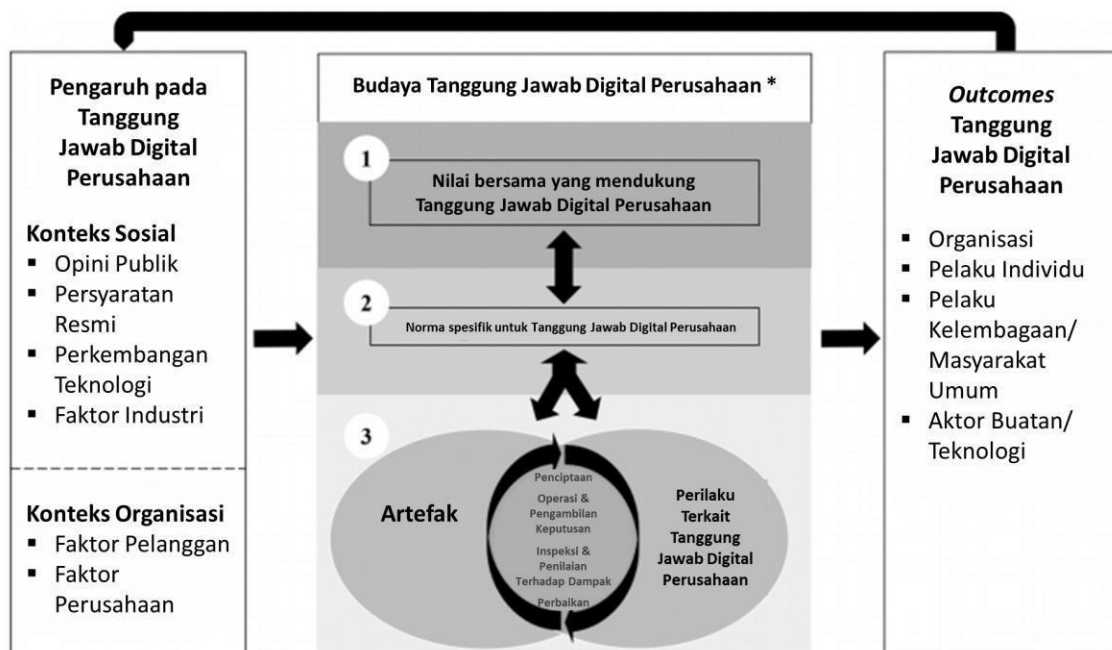 Pengaruh pada
Tanggung
Jawab Digital
Perusahaan
Konteks Sosial
▪ Opini Publik
▪ Persyaratan
Resmi
▪ Perkembangan
Teknologi
▪ Faktor Industri
Konteks Organisasi
▪ Faktor Pelanggan
▪ Faktor
Perusahaan
Budaya Tanggung Jawab Digital Perusahaan *
1
Nilai bersama yang mendukung
Tanggung Jawab Digital Perusahaan
2
Norma spesifik untuk Tanggung Jawab Digital Perusahaan
3
Artefak
Penciptaan
Operasi &
Pengambilan
Keputusan
Inspeksi &
Penilaian
Terhadap Dampak
Perbaikan
Perilaku
Terkait
Tanggung
Jawab Digital
Perusahaan
Outcomes
Tanggung
Jawab Digital
Perusahaan
▪ Organisasi
▪ Pelaku Individu
▪ Pelaku
Kelembagaan/
Masyarakat
Umum
▪ Aktor Buatan/
Teknologi